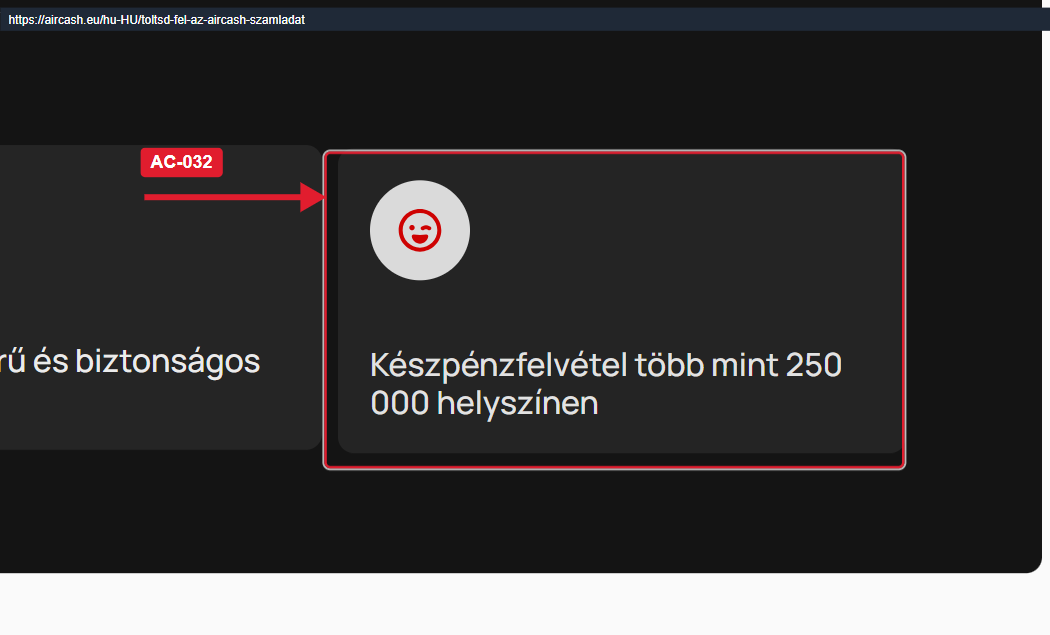 https://aircash.eu/hu-HU/toltsd-fel-az-aircash-szamladat
AC-032
rű és biztonságos
Készpénzfelvétel több mint 250
000 helyszínen